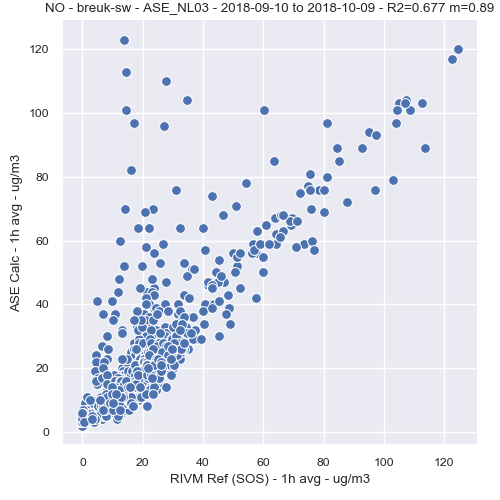 NO - breuk-sw - ASE_NL03 - 2018-09-10 to 2018-10-09 - R2=0.677 m=0.89
120
100
80
60
40
20
0
ASE Calc - 1h avg - ug/m3
0 20 40 60 80 100 120
RIVM Ref (SOS) - 1h avg - ug/m3